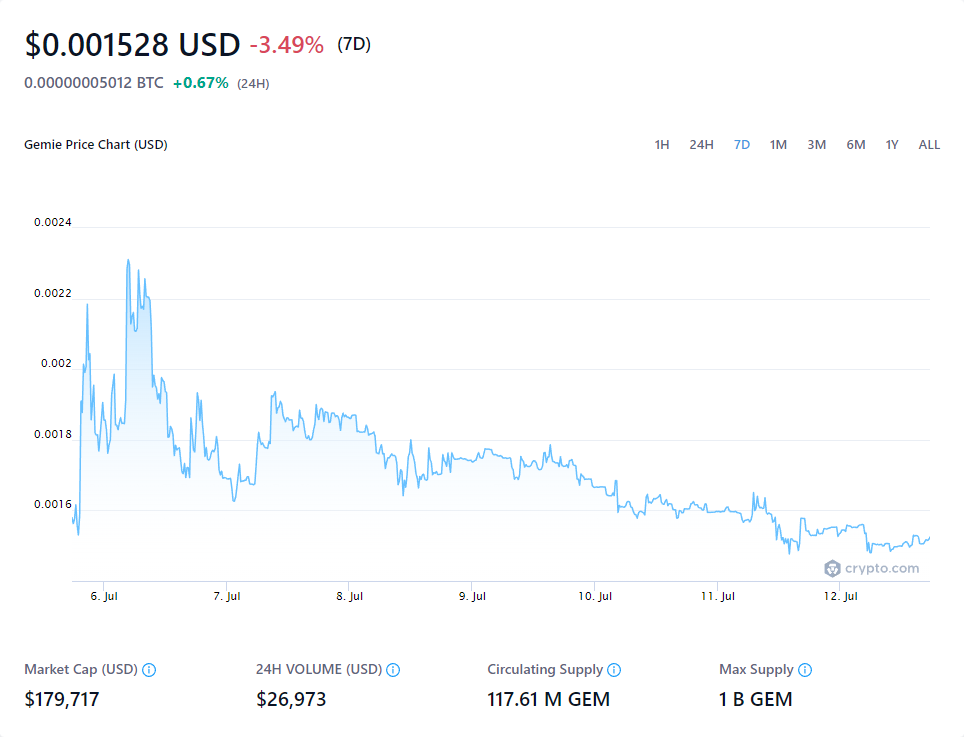 $0.001528 USD -3.49% (7D)
0.00000005012 BTC +0.67% (24H)
Gemie Price Chart (USD) 1H 24H 7D 1M 3M 6M 1Y ALL
0.0024
0.0022
0.002
0.0018
0.0016
crypto.com
6. Jul 7. Jul 8. Jul 9. Jul 10. Jul 11. Jul 12. Jul
Market Cap (USD) 24H VOLUME (USD) Circulating Supply Max Supply
$179,717 $26,973 117.61 M GEM 1 B GEM